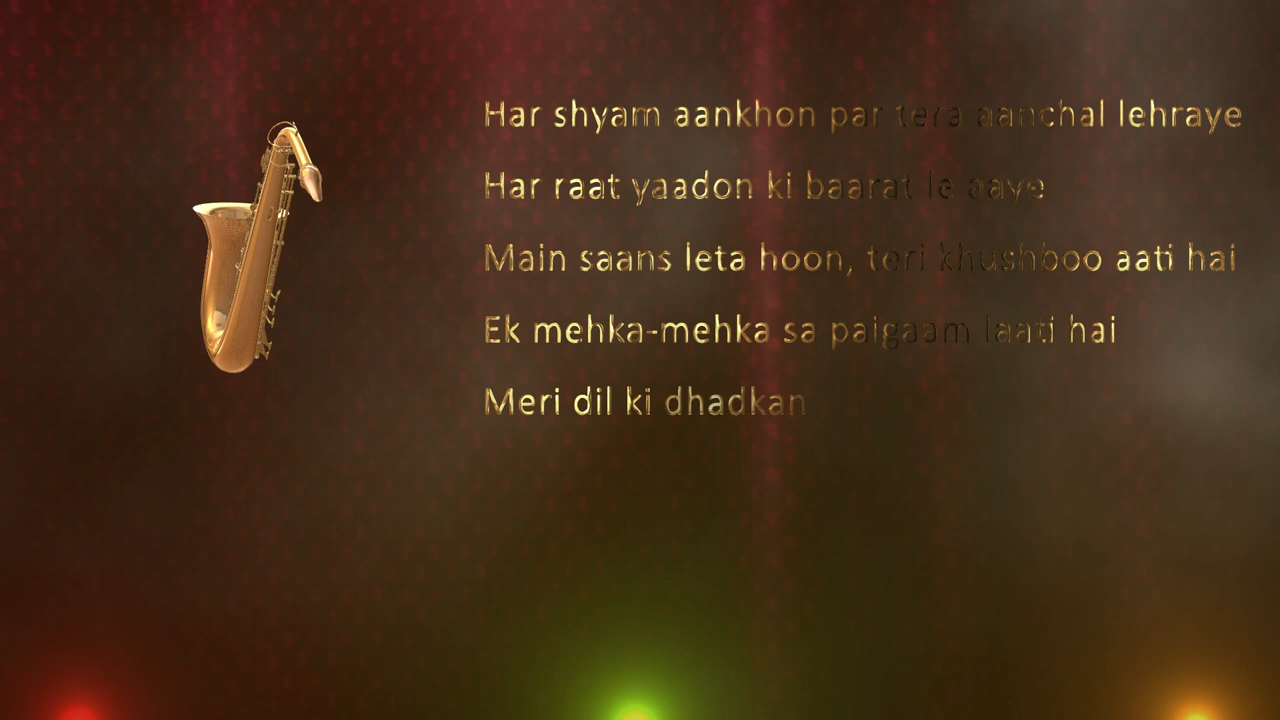 Har shyam aankhon par tera aanchal lehraye
Har raat yaadon ki baarat le aaye
Main saans leta hoon, teri khushboo aati hai
Ek mehka-mehka sa paigaam laati hai
Meri dil ki dhadkan